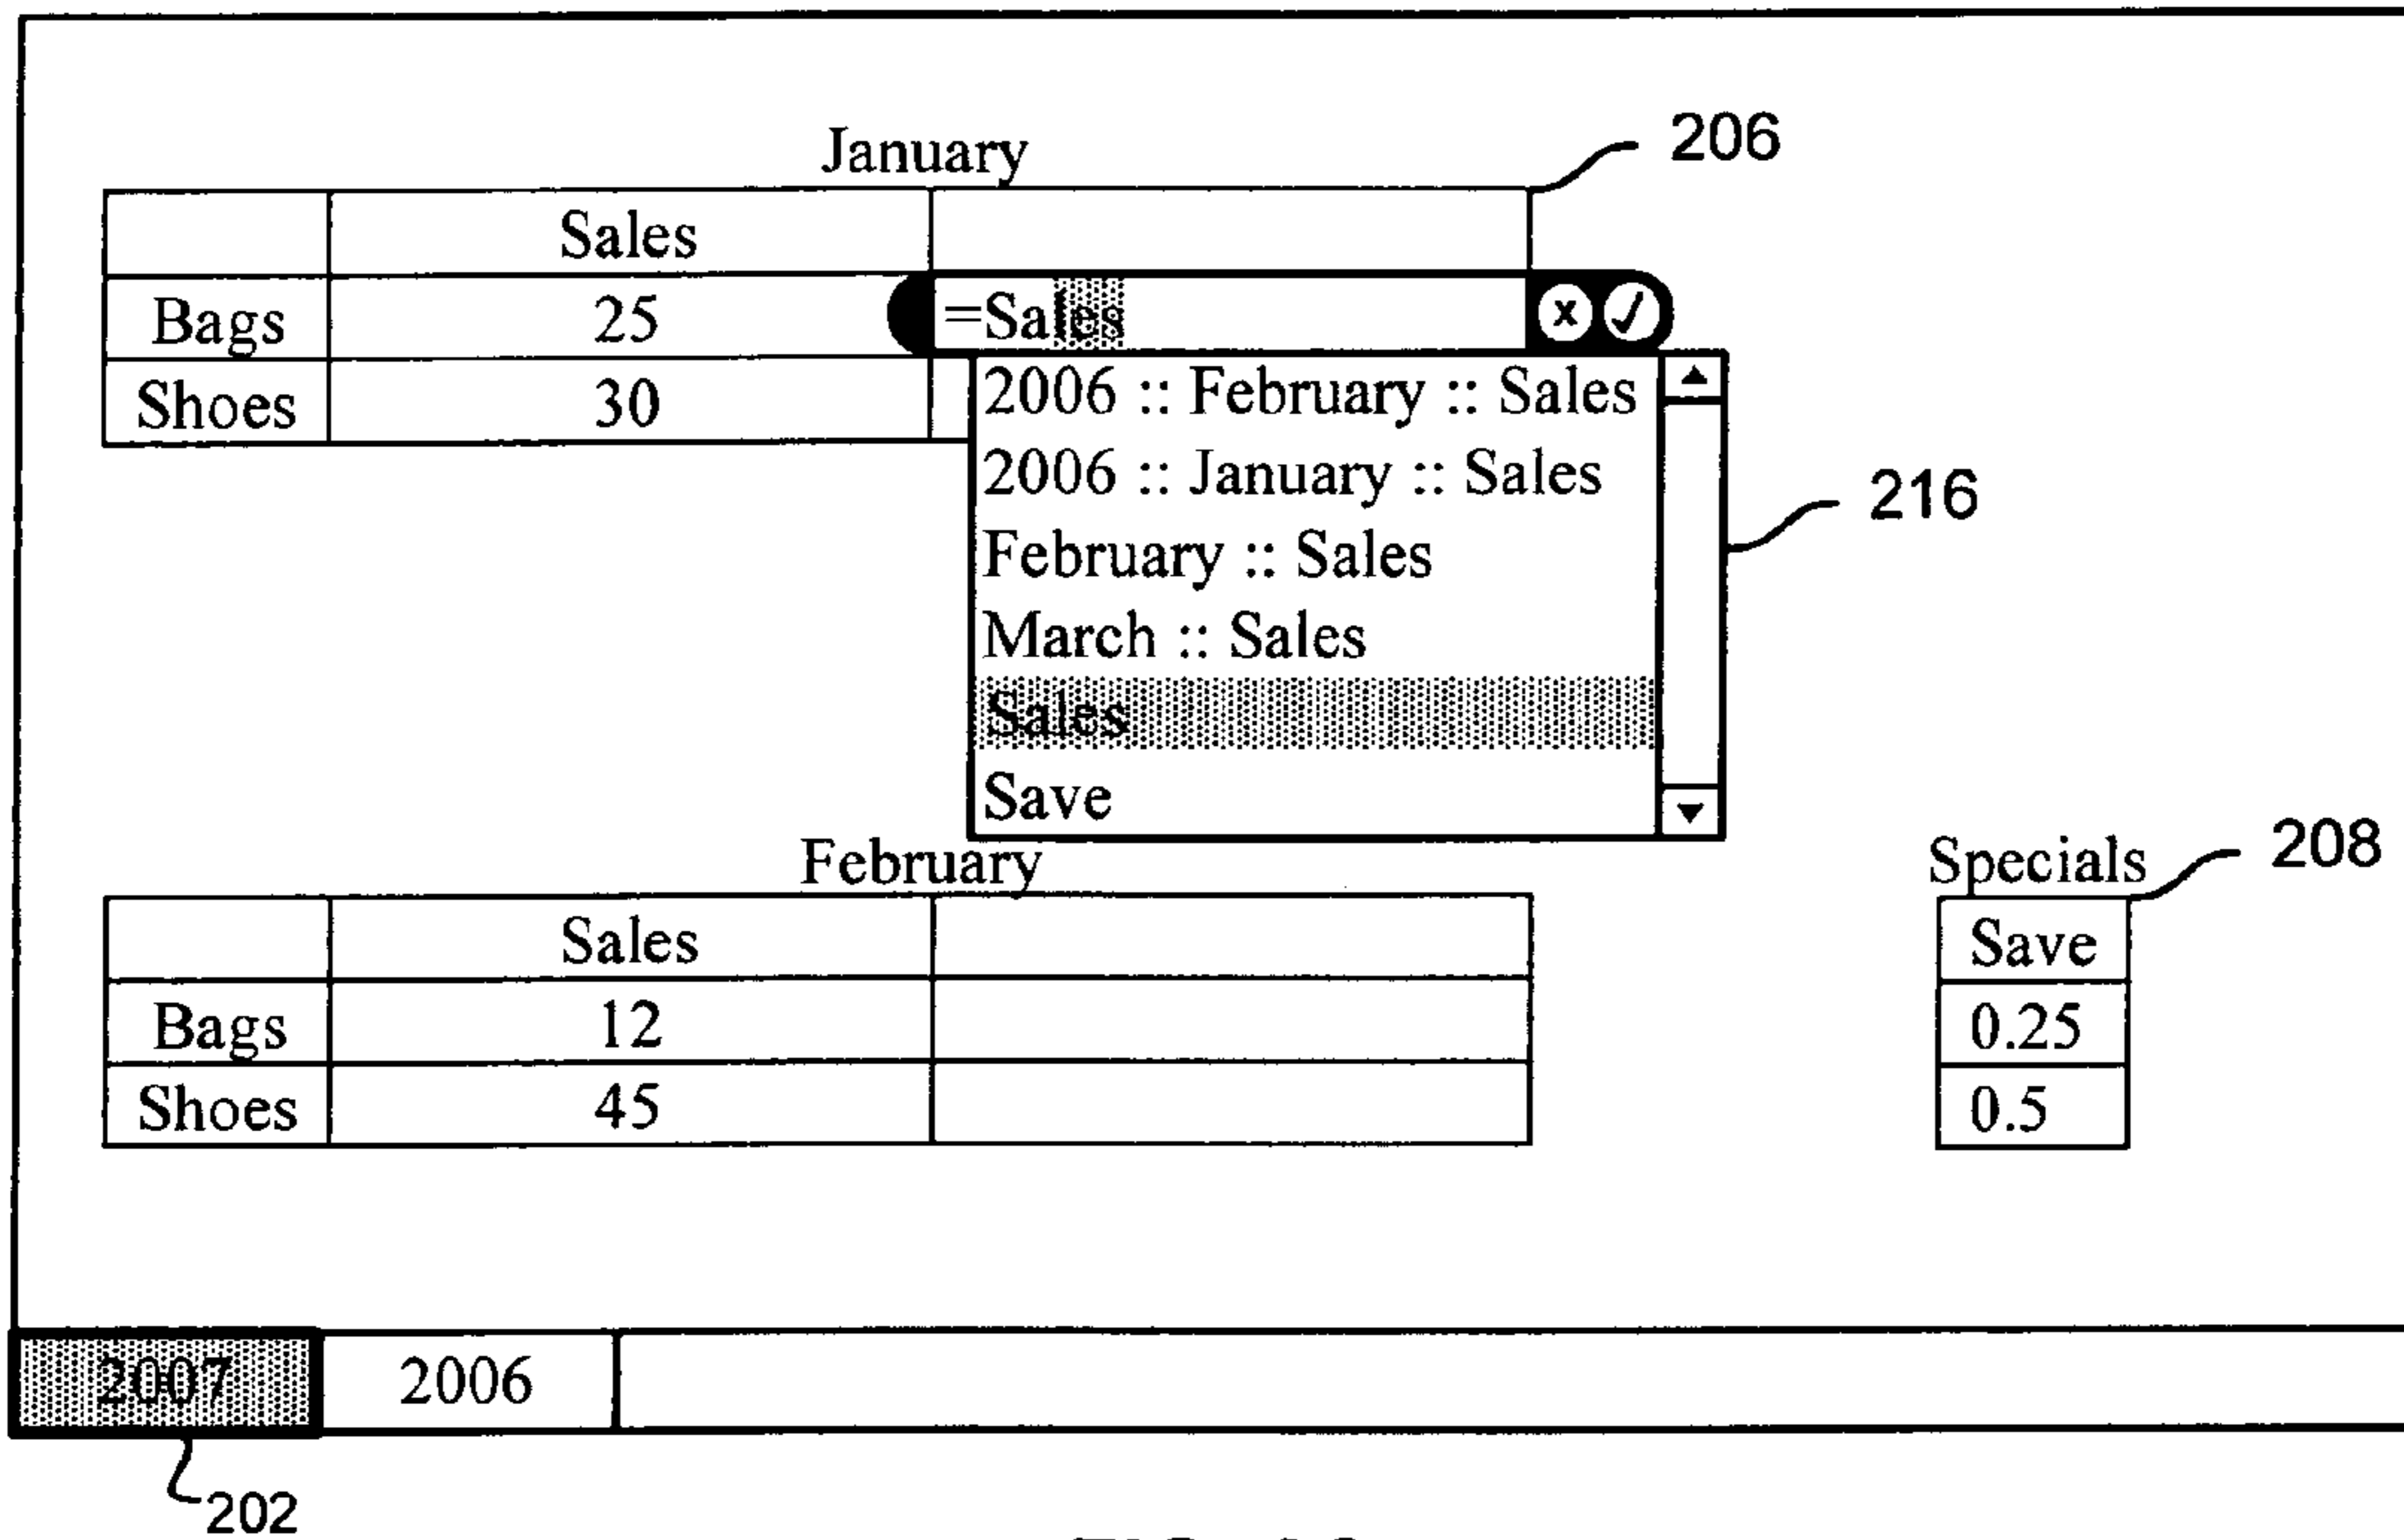 206
January
Sales
Bags 25 =Sales x ✓
Shoes 30
2006 :: February :: Sales
2006 :: January :: Sales
February :: Sales
March :: Sales
Sales
Save
216
February
Sales
Bags 12
Shoes 45
Specials
208
Save
0.25
0.5
2007 2006
202